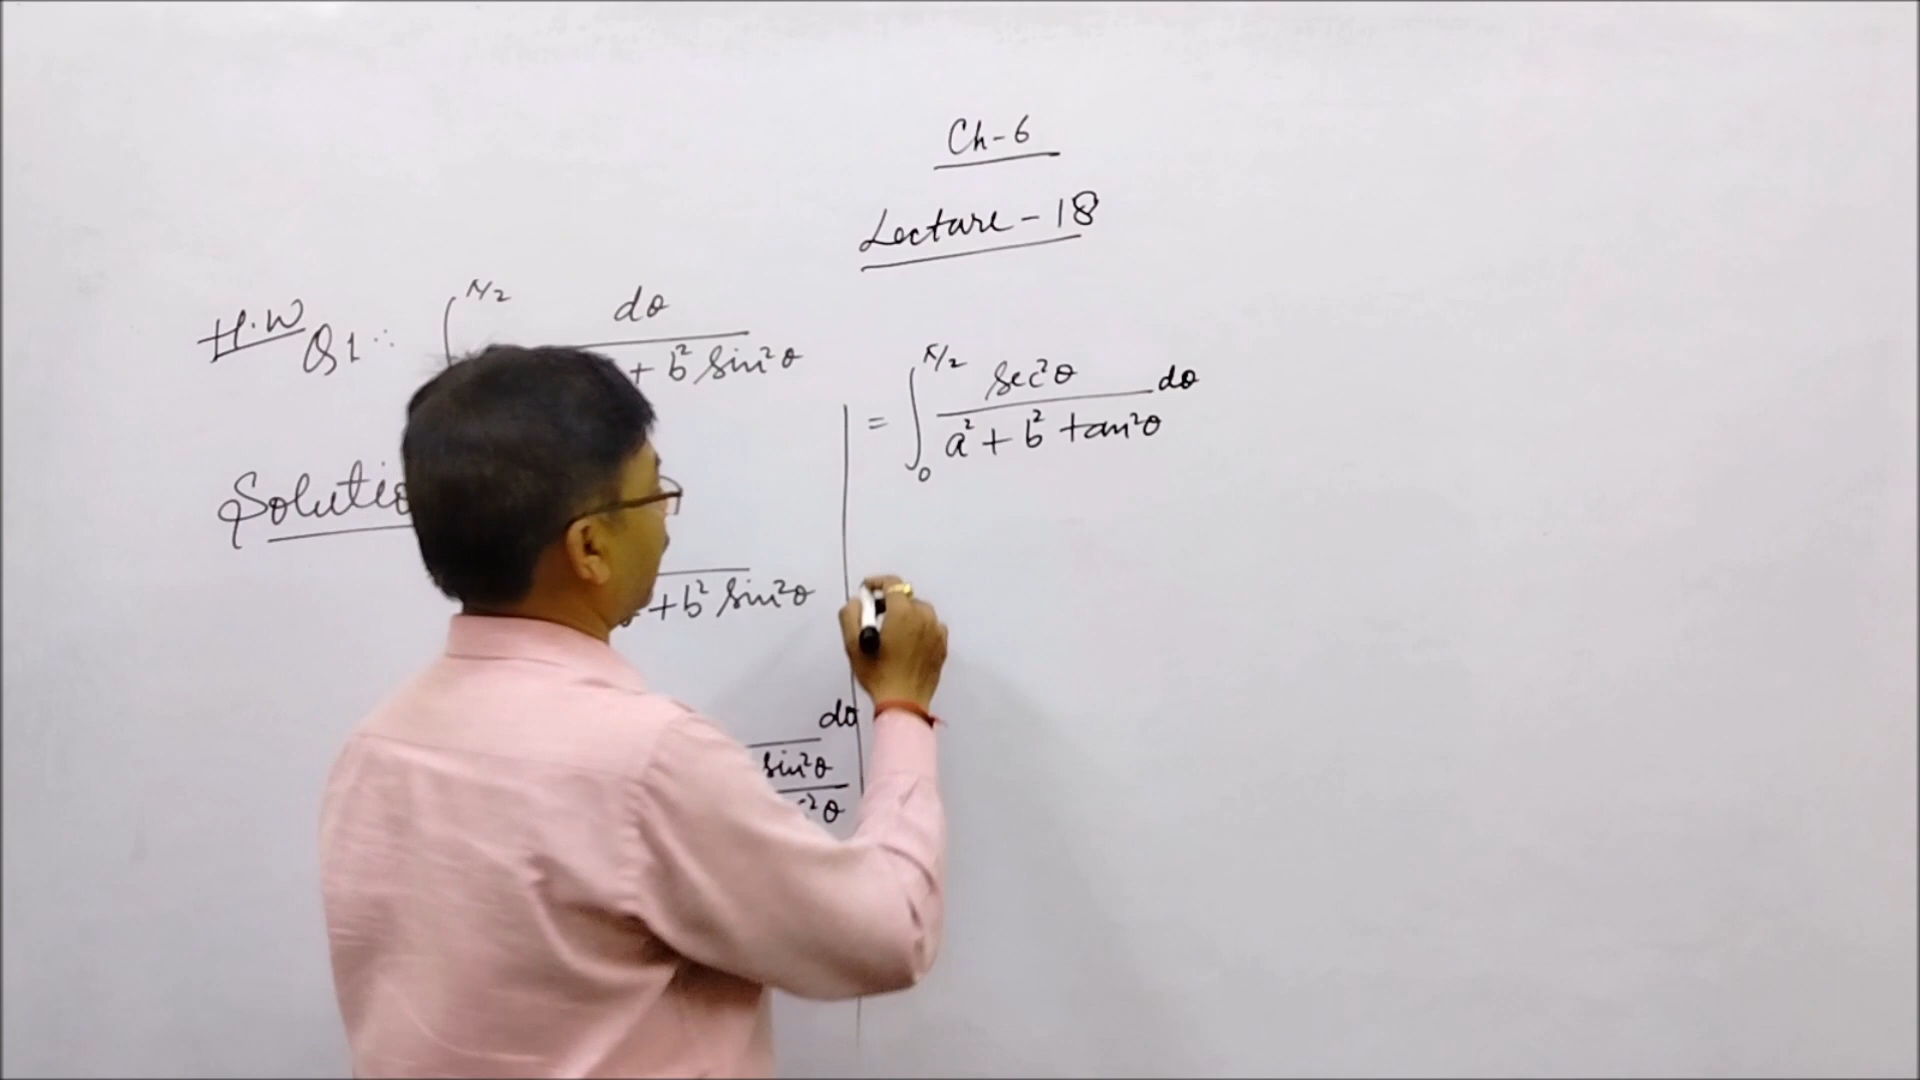 Ch-6
Lecture - 18
H.W
Q1:
∫ π/2 dθ
+ b² sin²θ
Solutio
+ b² sin²θ
dθ
sin²θ
²θ
= ∫₀ π/2 sec²θ dθ
a² + b² tan²θ